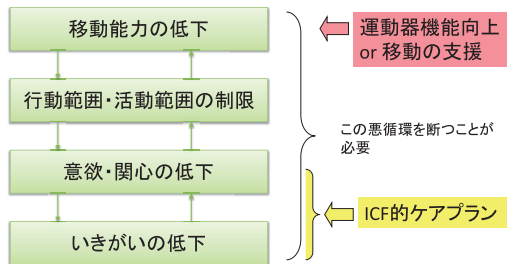 移動能力の低下
運動器機能向上
or 移動の支援
行動範囲・活動範囲の制限
この悪循環を断つことが
必要
意欲・関心の低下
ICF的ケアプラン
いきがいの低下